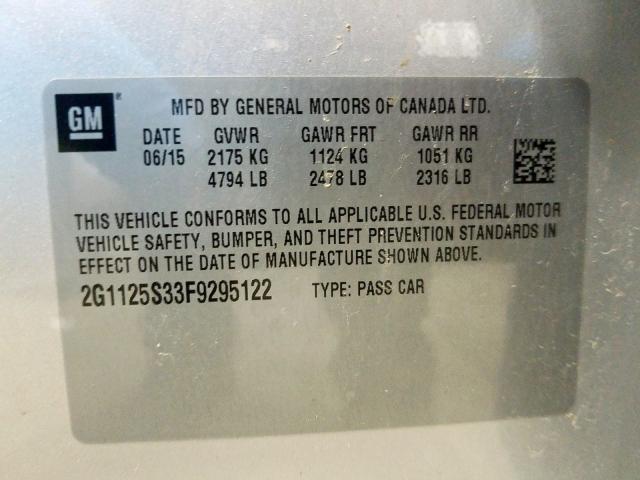 GM
MFD BY GENERAL MOTORS OF CANADA LTD.
DATE GVWR GAWR FRT GAWR RR
06/15 2175 KG 1124 KG 1051 KG
4794 LB 2478 LB 2316 LB
THIS VEHICLE CONFORMS TO ALL APPLICABLE U.S. FEDERAL MOTOR
VEHICLE SAFETY, BUMPER, AND THEFT PREVENTION STANDARDS IN
EFFECT ON THE DATE OF MANUFACTURE SHOWN ABOVE.
2G1125S33F9295122 TYPE: PASS CAR